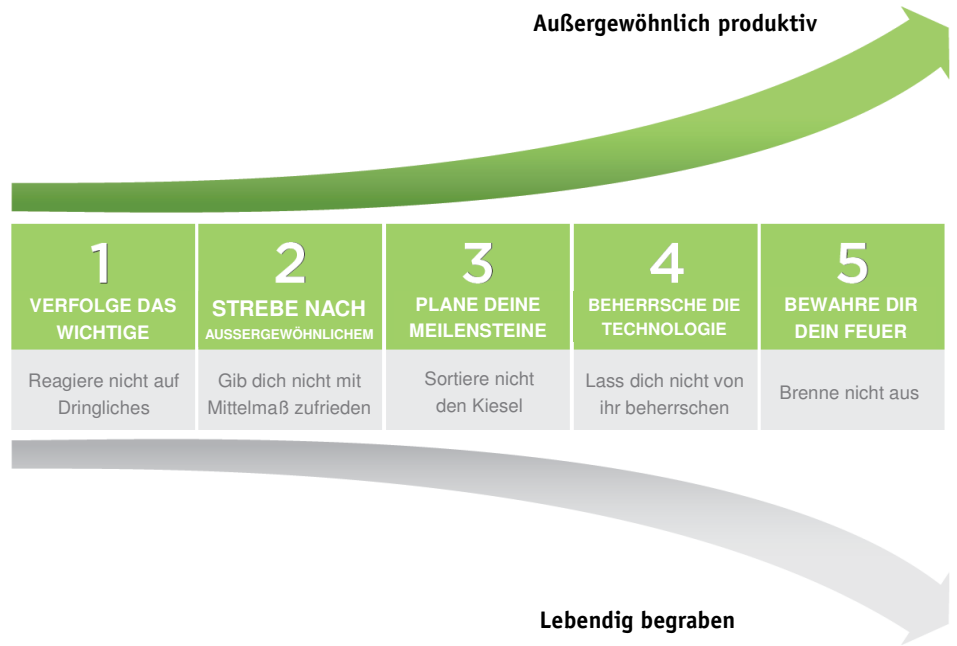 Außergewöhnlich produktiv
1
VERFOLGE DAS
WICHTIGE
Reagiere nicht auf
Dringliches
2
STREBE NACH
AUSSERGEWÖHNLICHEM
Gib dich nicht mit
Mittelmaß zufrieden
3
PLANE DEINE
MEILENSTEINE
Sortiere nicht
den Kiesel
4
BEHERRSCHE DIE
TECHNOLOGIE
Lass dich nicht von
ihr beherrschen
5
BEWAHRE DIR
DEIN FEUER
Brenne nicht aus
Lebendig begraben